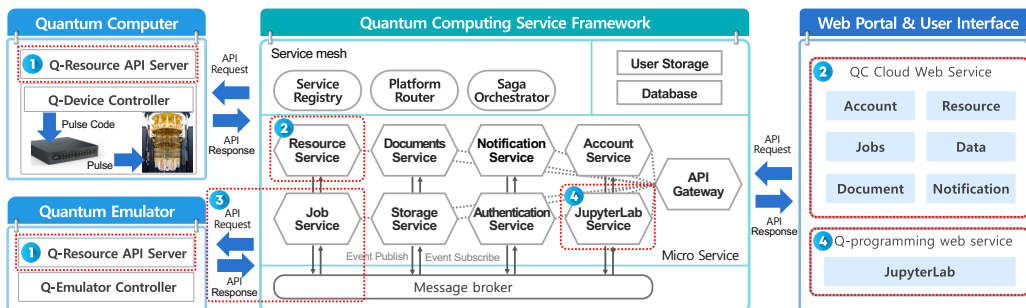 Quantum Computer
1 Q-Resource API Server
Q-Device Controller
Pulse Code
Pulse
Quantum Emulator
1 Q-Resource API Server
Q-Emulator Controller
API
Request
API
Response
3
API
Request
API
Response
Quantum Computing Service Framework
Service mesh
Service
Registry
Platform
Router
Saga
Orchestrator
User Storage
Database
2
Resource
Service
Documents
Service
Notification
Service
Account
Service
API
Gateway
Job
Service
Storage
Service
Authentication
Service
4
JupyterLab
Service
Event Publish
Event Subscribe
Micro Service
Message broker
API
Request
API
Response
Web Portal & User Interface
2 QC Cloud Web Service
Account
Resource
Jobs
Data
Document
Notification
4 Q-programming web service
JupyterLab